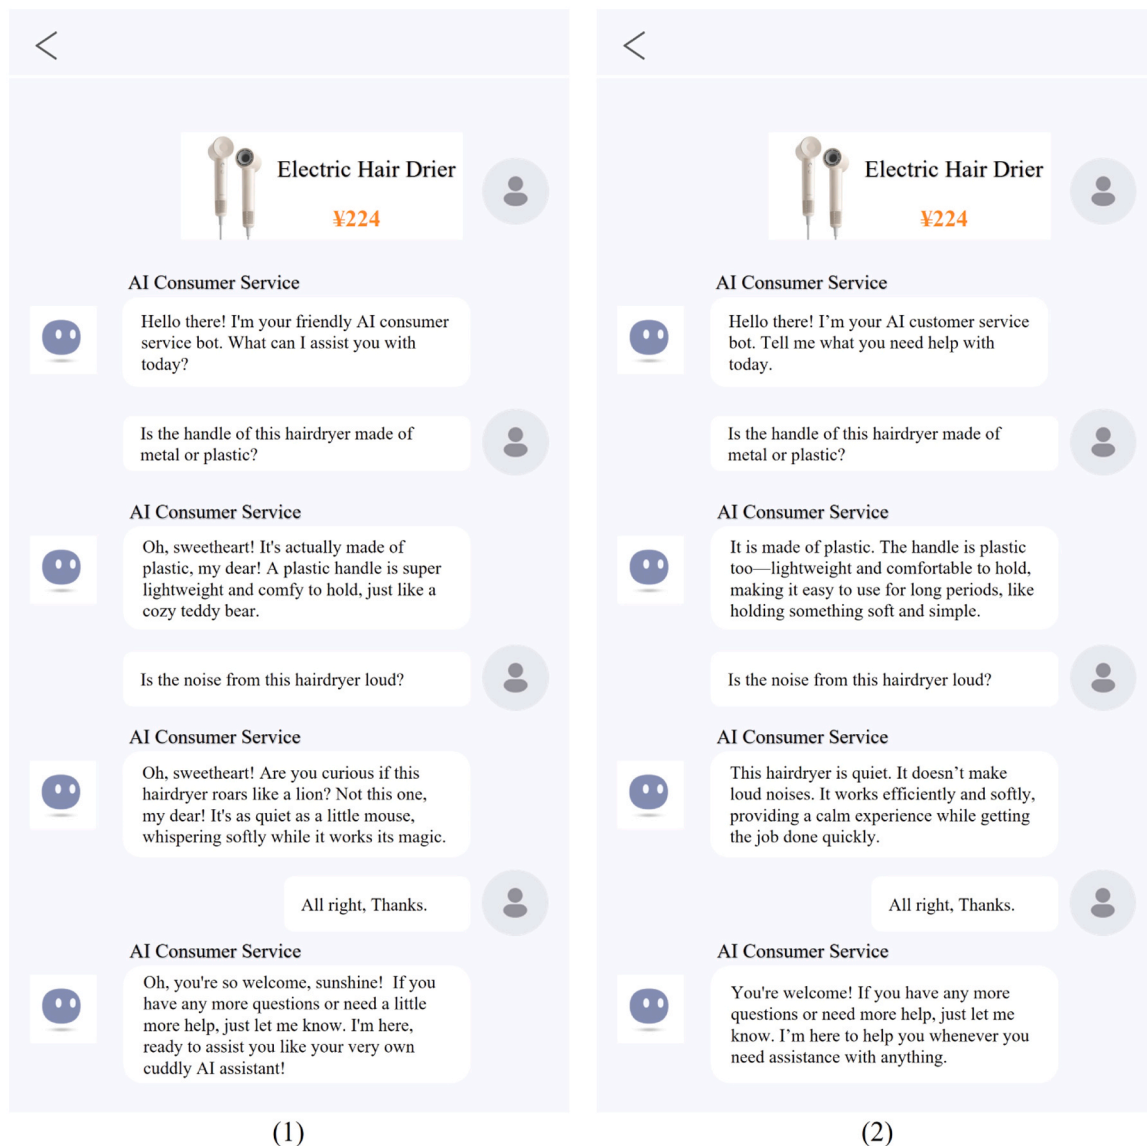 Electric Hair Drier
¥224
AI Consumer Service
Hello there! I'm your friendly AI consumer
service bot. What can I assist you with
today?
Is the handle of this hairdryer made of
metal or plastic?
AI Consumer Service
Oh, sweetheart! It's actually made of
plastic, my dear! A plastic handle is super
lightweight and comfy to hold, just like a
cozy teddy bear.
Is the noise from this hairdryer loud?
AI Consumer Service
Oh, sweetheart! Are you curious if this
hairdryer roars like a lion? Not this one,
my dear! It's as quiet as a little mouse,
whispering softly while it works its magic.
All right, Thanks.
AI Consumer Service
Oh, you're so welcome, sunshine!  If you
have any more questions or need a little
more help, just let me know. I'm here,
ready to assist you like your very own
cuddly AI assistant!
(1)
Electric Hair Drier
¥224
AI Consumer Service
Hello there! I’m your AI customer service
bot. Tell me what you need help with
today.
Is the handle of this hairdryer made of
metal or plastic?
AI Consumer Service
It is made of plastic. The handle is plastic
too—lightweight and comfortable to hold,
making it easy to use for long periods, like
holding something soft and simple.
Is the noise from this hairdryer loud?
AI Consumer Service
This hairdryer is quiet. It doesn’t make
loud noises. It works efficiently and softly,
providing a calm experience while getting
the job done quickly.
All right, Thanks.
AI Consumer Service
You're welcome! If you have any more
questions or need more help, just let me
know. I’m here to help you whenever you
need assistance with anything.
(2)